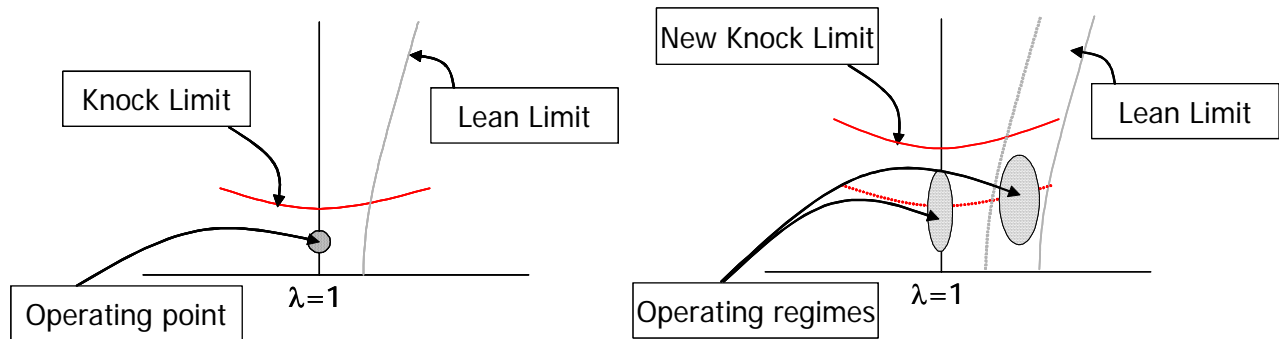 Knock Limit
Lean Limit
λ=1
Operating point
New Knock Limit
Lean Limit
λ=1
Operating regimes